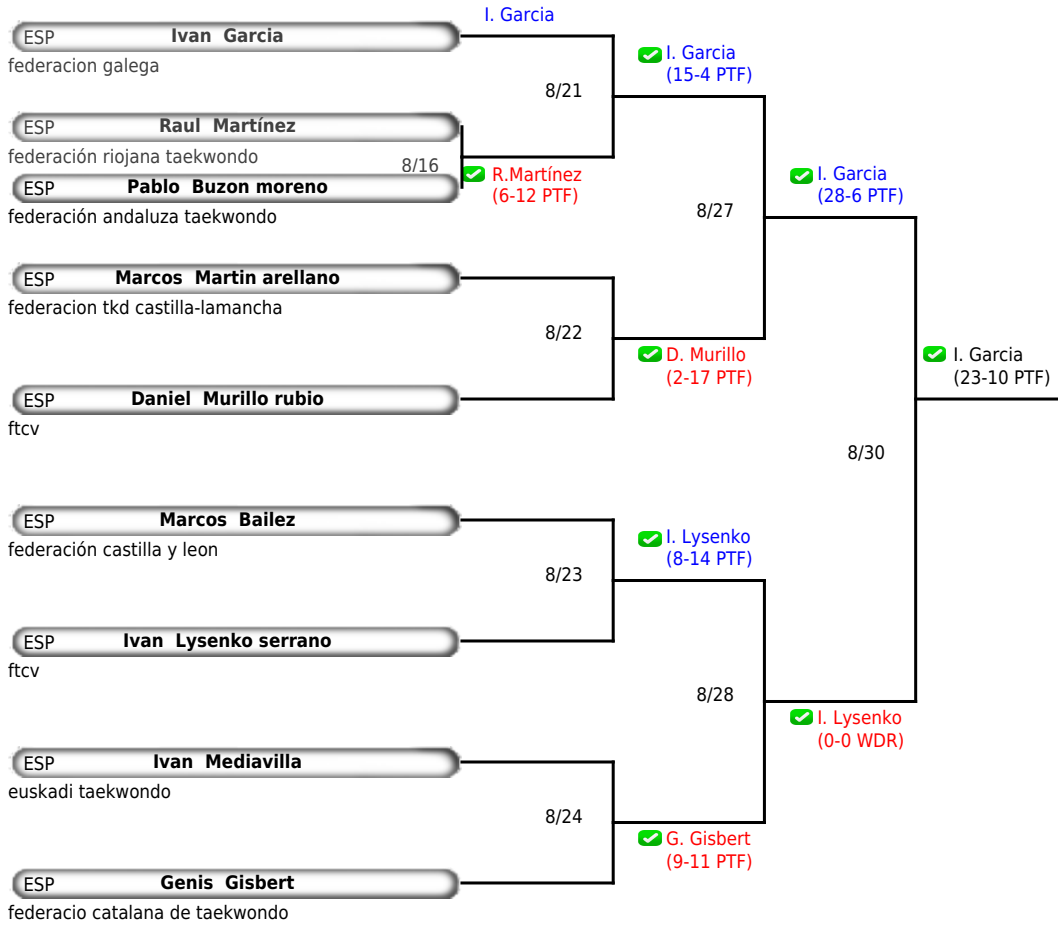 I. Garcia
ESP Ivan Garcia
federacion galega
I. Garcia
(15-4 PTF)
8/21
ESP Raul Martínez
federación riojana taekwondo
8/16
R.Martínez
(6-12 PTF)
I. Garcia
(28-6 PTF)
ESP Pablo Buzon moreno
federación andaluza taekwondo
8/27
ESP Marcos Martin arellano
federacion tkd castilla-lamancha
8/22
D. Murillo
(2-17 PTF)
I. Garcia
(23-10 PTF)
ESP Daniel Murillo rubio
ftcv
8/30
ESP Marcos Bailez
federación castilla y leon
I. Lysenko
(8-14 PTF)
8/23
ESP Ivan Lysenko serrano
ftcv
8/28
I. Lysenko
(0-0 WDR)
ESP Ivan Mediavilla
euskadi taekwondo
8/24
G. Gisbert
(9-11 PTF)
ESP Genis Gisbert
federacio catalana de taekwondo